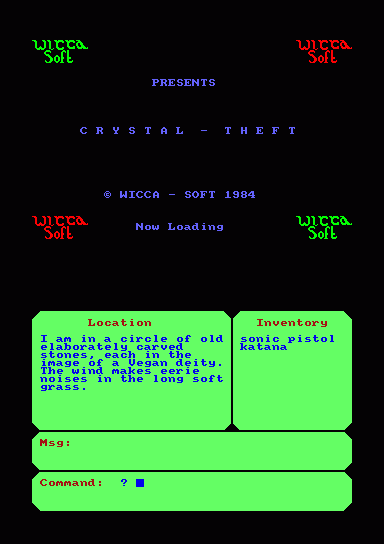 WICCA WICCA
Soft Soft
PRESENTS
C R Y S T A L - T H E F T
© WICCA - SOFT 1984
WICCA WICCA
Soft Soft
Now Loading
Location
I am in a circle of old
elaborately carved
stones, each in the
image of a Vegan deity.
The wind makes eerie
noises in the long soft
grass.
Inventory
sonic pistol
katana
Msg:
Command: ?